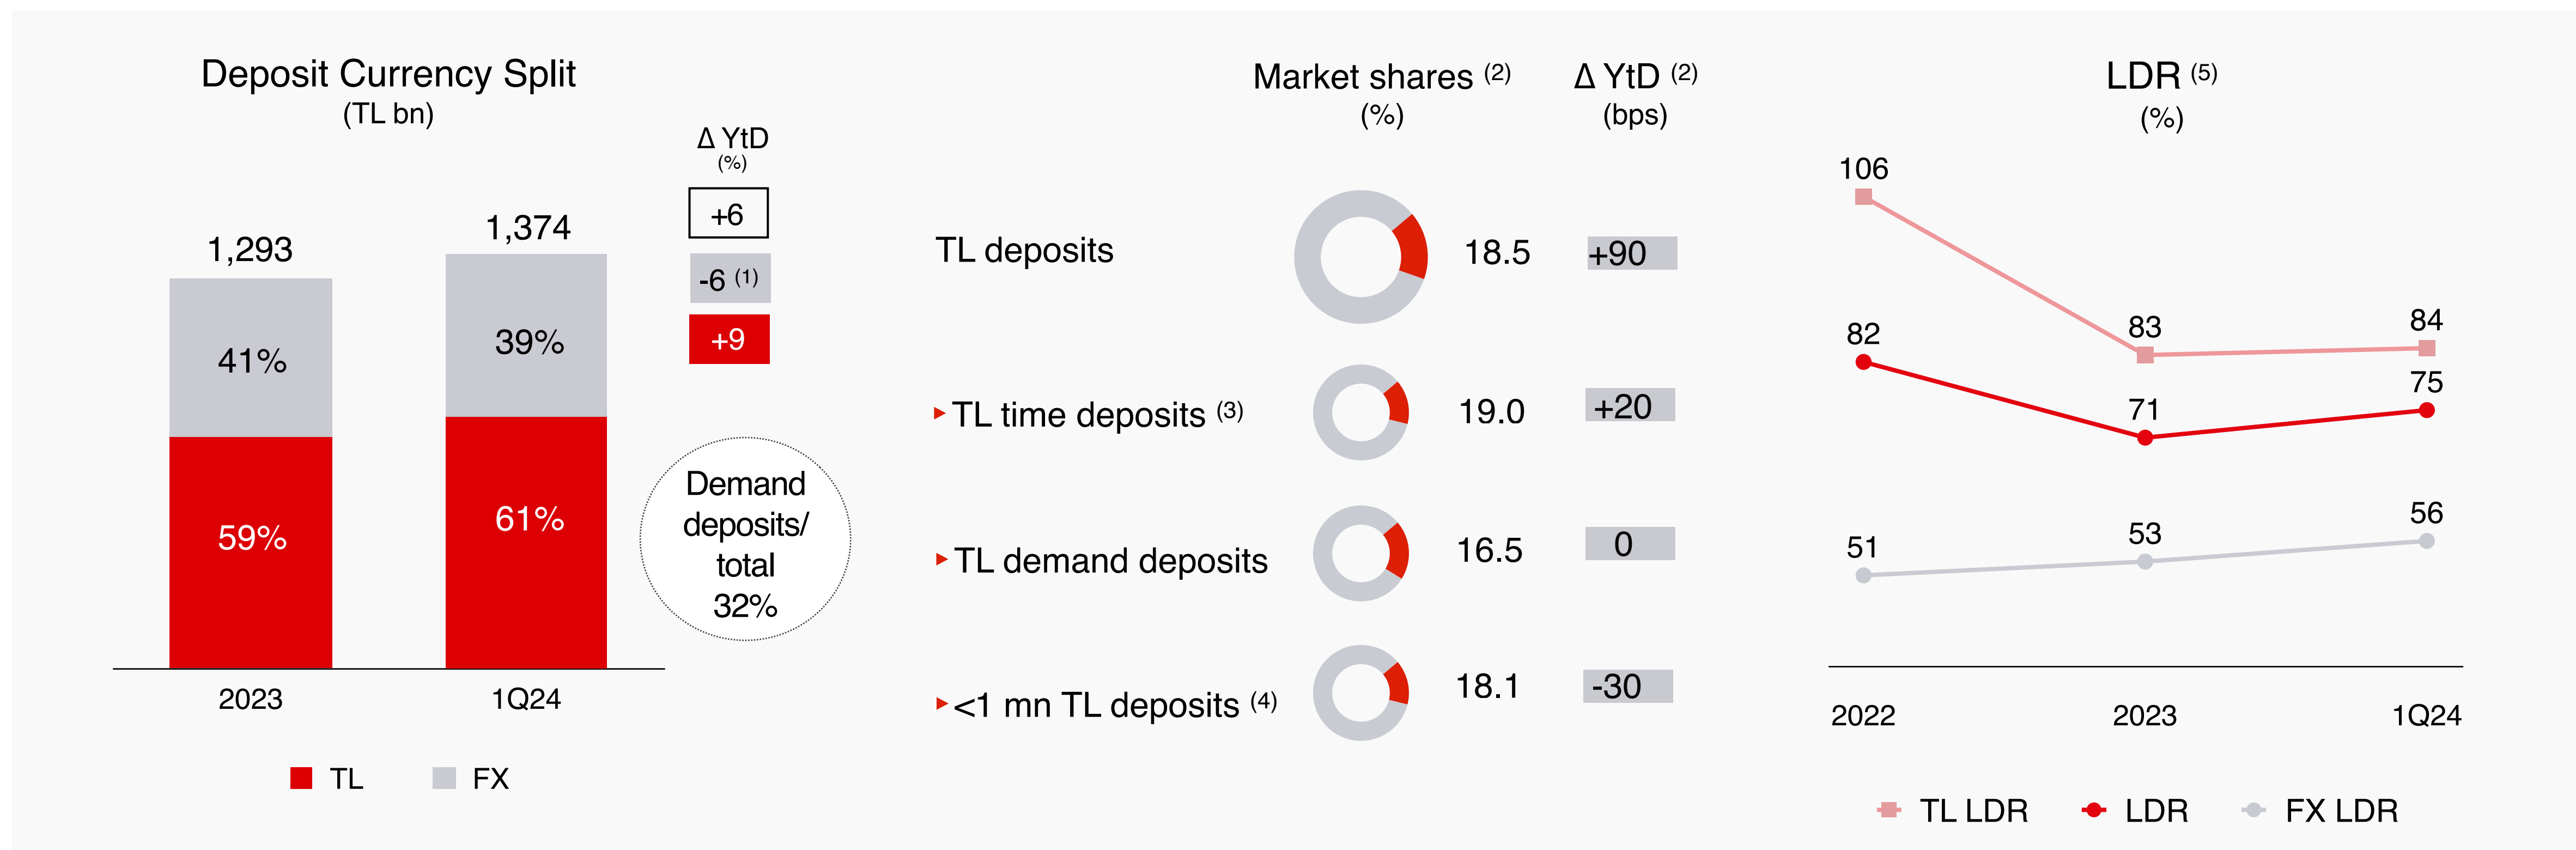 Deposit Currency Split
(TL bn)
Δ YtD
(%)
+6
-6 (1)
+9
1,293
1,374
41%
39%
59%
61%
Demand
deposits/
total
32%
2023
1Q24
TL
FX
Market shares (2)
(%)
Δ YtD (2)
(bps)
TL deposits
18.5
+90
TL time deposits (3)
19.0
+20
TL demand deposits
16.5
0
<1 mn TL deposits (4)
18.1
-30
LDR (5)
(%)
106
83
84
82
71
75
51
53
56
2022
2023
1Q24
TL LDR
LDR
FX LDR